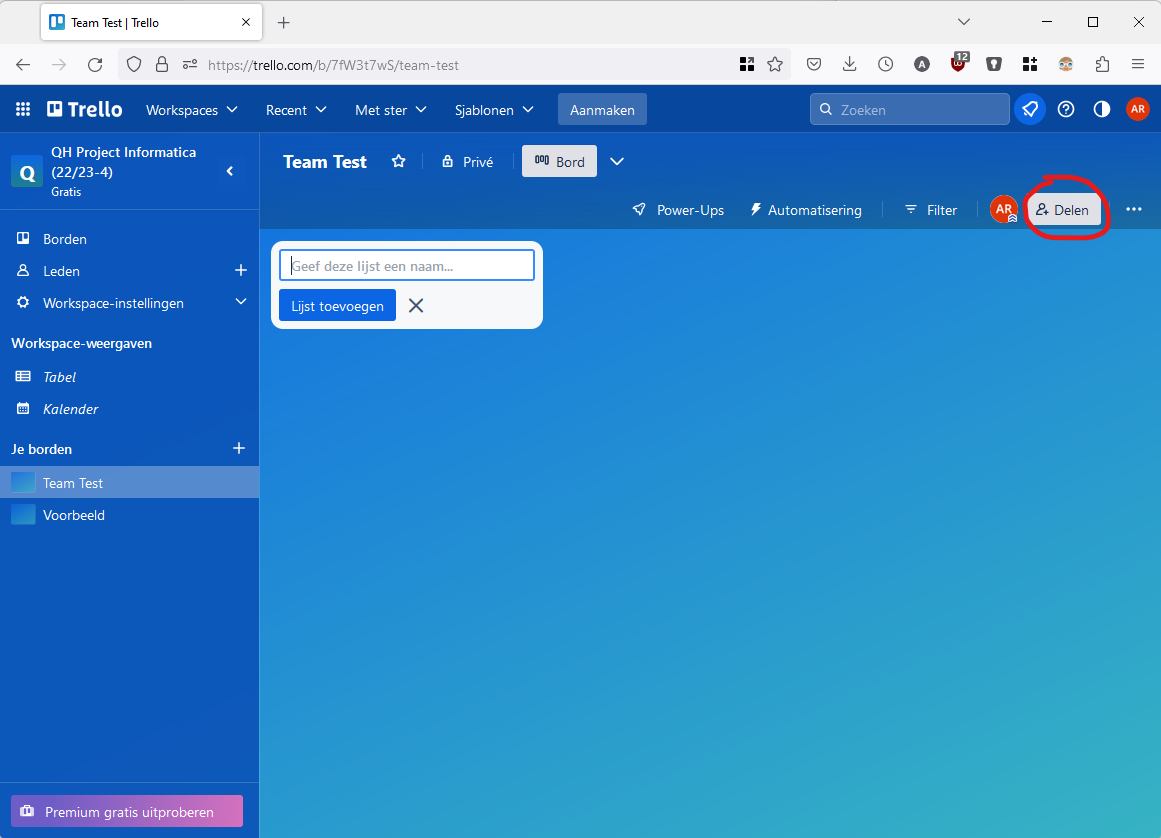 Team Test | Trello
https://trello.com/b/7fW3t7wS/team-test
A
12
Trello
Workspaces
Recent
Met ster
Sjablonen
Aanmaken
Zoeken
AR
Q
QH Project Informatica
(22/23-4)
Gratis
Team Test
Privé
Bord
Power-Ups
Automatisering
Filter
AR
Delen
Borden
Leden
Workspace-instellingen
Workspace-weergaven
Tabel
Kalender
Je borden
Team Test
Voorbeeld
Premium gratis uitproberen
Geef deze lijst een naam...
Lijst toevoegen